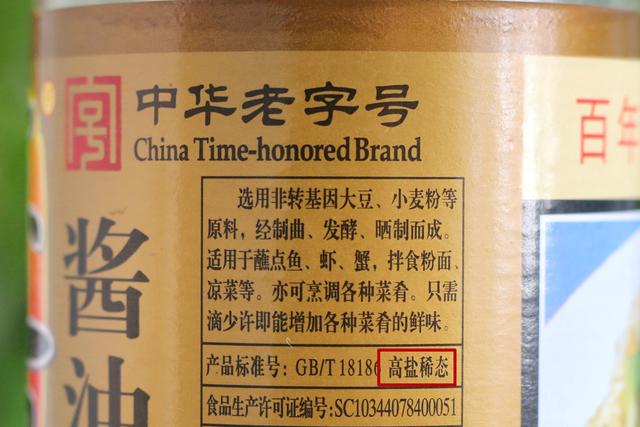 中华老字号
China Time-honored Brand
百年
酱油
选用非转基因大豆、小麦粉等
原料，经制曲、发酵、晒制而成。
适用于蘸点鱼、虾、蟹，拌食粉面、
凉菜等。亦可烹调各种菜肴。只需
滴少许即能增加各种菜肴的鲜味。
产品标准号：GB/T 18186 高盐稀态
食品生产许可证编号:SC10344078400051